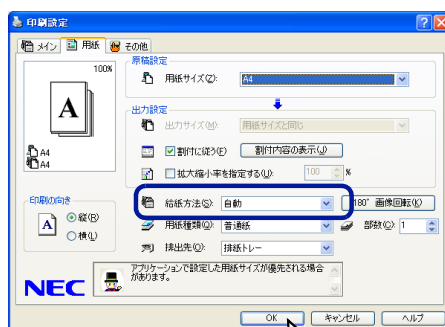 印刷設定
メイン 用紙 その他
100%
A
A4
A4
原稿設定
用紙サイズ(Z): A4
出力設定
出力サイズ(M): 用紙サイズと同じ
割付に従う(F) 割付内容の表示(J)
拡大縮小率を指定する(U): 100 %
給紙方法(S): 自動 180° 画像回転(K)
用紙種類(Q): 普通紙 部数(C): 1
排出先(O): 排紙トレー
印刷の向き
A
縦(R)
横(L)
NEC
アプリケーションで設定した用紙サイズが優先される場合
があります。
OK キャンセル ヘルプ